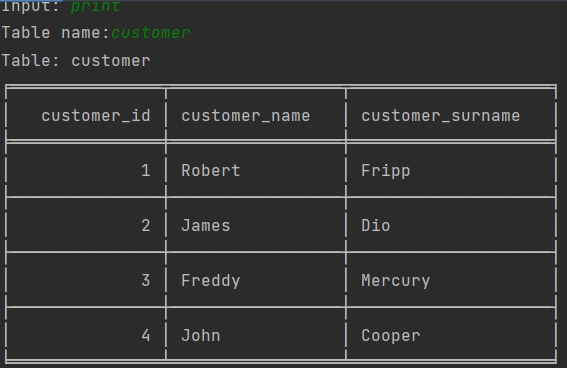 Input: print
Table name:customer
Table: customer
customer_id customer_name customer_surname
1 Robert Fripp
2 James Dio
3 Freddy Mercury
4 John Cooper